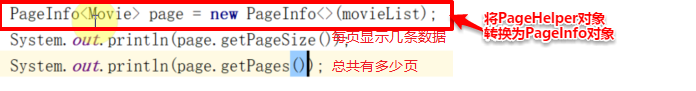 PageInfo<Movie> page = new PageInfo<>(movieList);
将PageHelper对象
转换为PageInfo对象
System.out.println(page.getPageSize()); 每页显示几条数据
System.out.println(page.getPages()); 总共有多少页